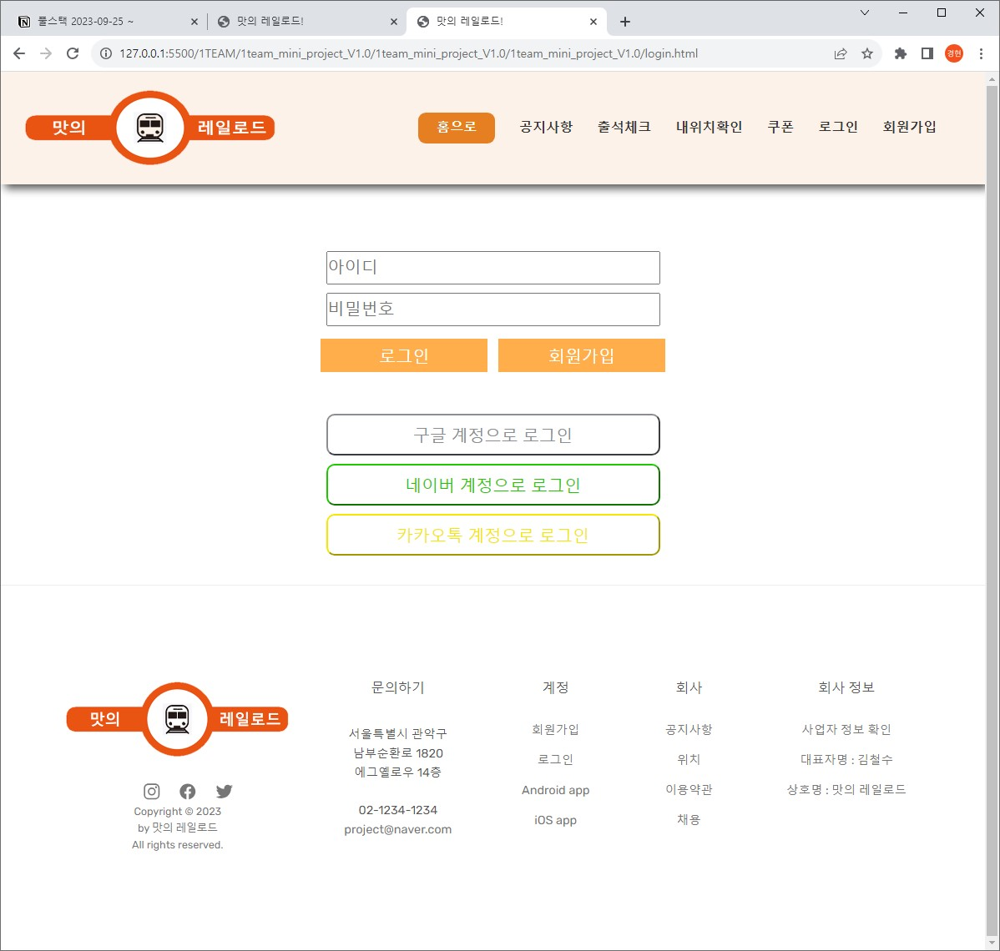 풀스택 2023-09-25 ~
맛의 레일로드!
맛의 레일로드!
127.0.0.1:5500/1TEAM/1team_mini_project_V1.0/1team_mini_project_V1.0/1team_mini_project_V1.0/login.html
경현
맛의 레일로드
홈으로 공지사항 출석체크 내위치확인 쿠폰 로그인 회원가입
아이디
비밀번호
로그인 회원가입
구글 계정으로 로그인
네이버 계정으로 로그인
카카오톡 계정으로 로그인
맛의 레일로드
Copyright © 2023
by 맛의 레일로드
All rights reserved.
문의하기
서울특별시 관악구
남부순환로 1820
에그옐로우 14층
02-1234-1234
project@naver.com
계정
회원가입
로그인
Android app
iOS app
회사
공지사항
위치
이용약관
채용
회사 정보
사업자 정보 확인
대표자명 : 김철수
상호명 : 맛의 레일로드